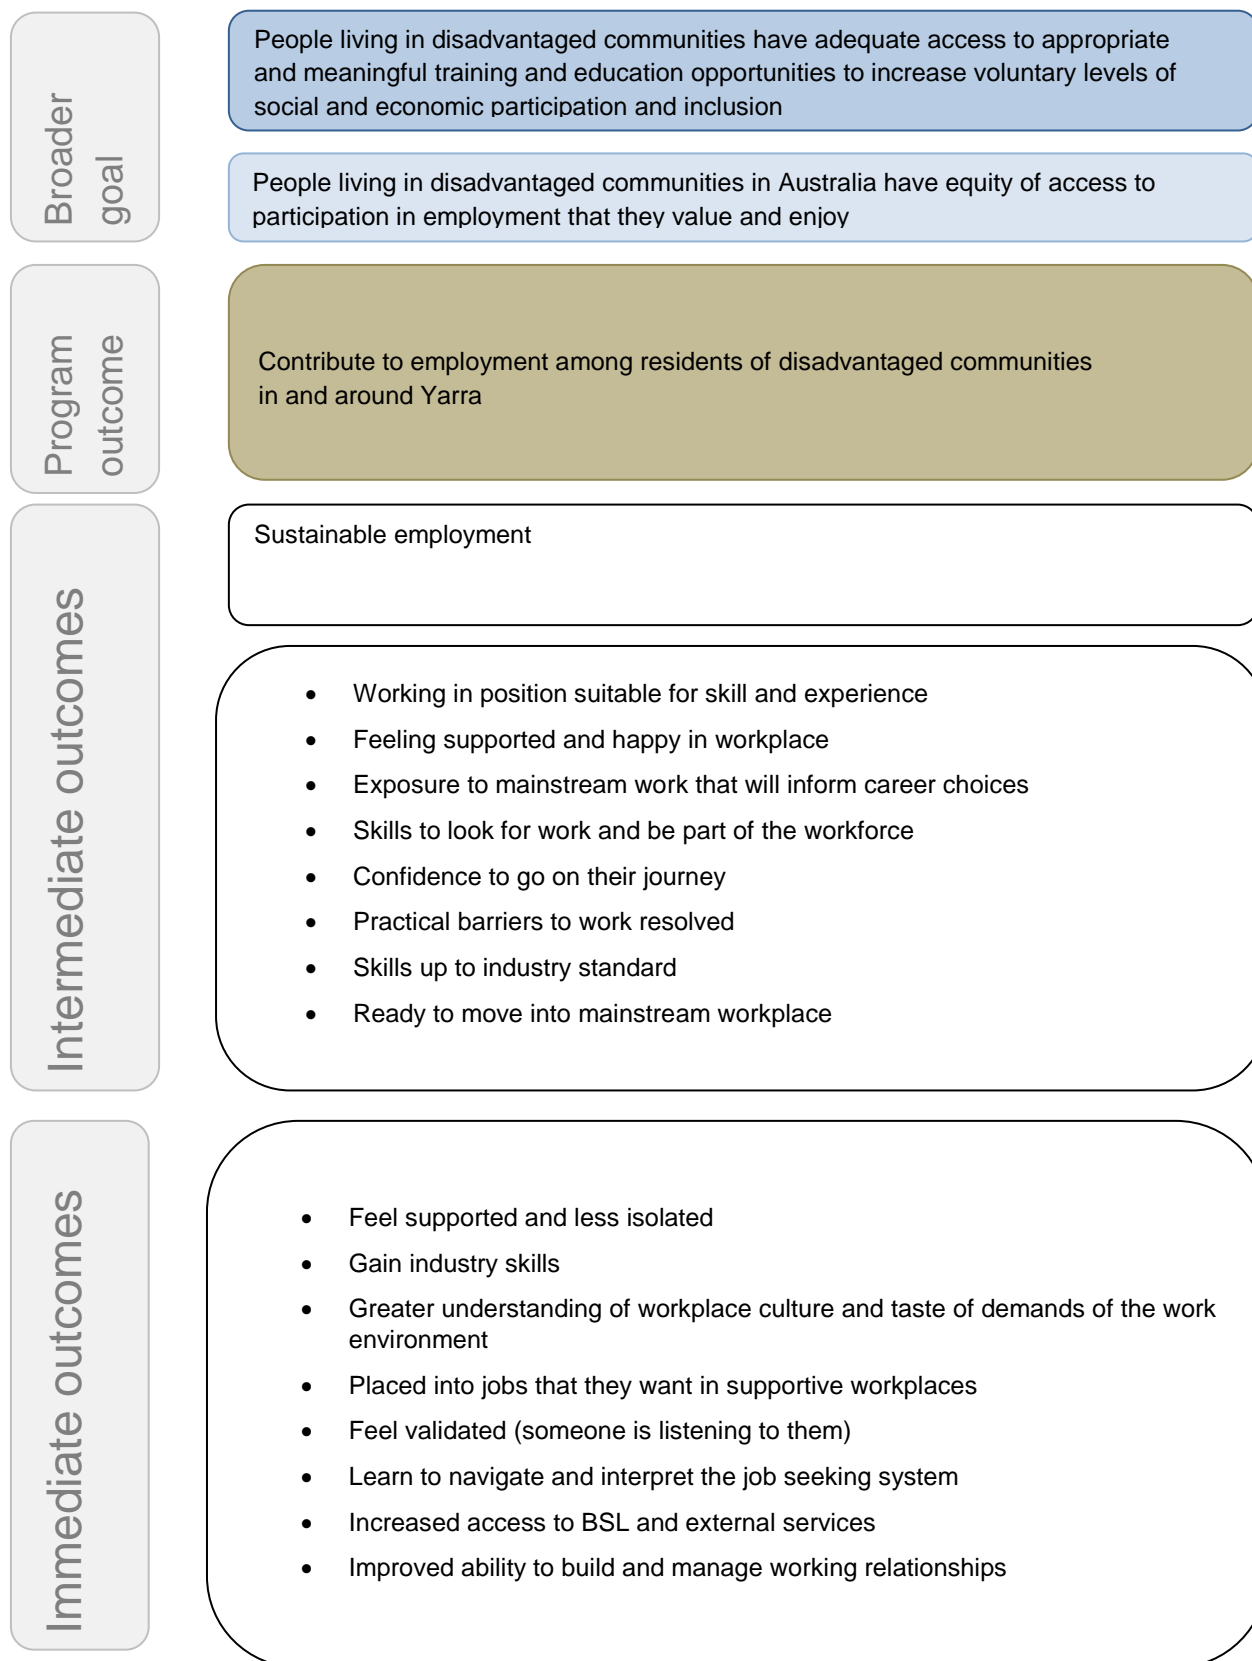 Broader
goal
People living in disadvantaged communities have adequate access to appropriate
and meaningful training and education opportunities to increase voluntary levels of
social and economic participation and inclusion
People living in disadvantaged communities in Australia have equity of access to
participation in employment that they value and enjoy
Program
outcome
Contribute to employment among residents of disadvantaged communities
in and around Yarra
Intermediate outcomes
Sustainable employment
• Working in position suitable for skill and experience
• Feeling supported and happy in workplace
• Exposure to mainstream work that will inform career choices
• Skills to look for work and be part of the workforce
• Confidence to go on their journey
• Practical barriers to work resolved
• Skills up to industry standard
• Ready to move into mainstream workplace
Immediate outcomes
• Feel supported and less isolated
• Gain industry skills
• Greater understanding of workplace culture and taste of demands of the work
environment
• Placed into jobs that they want in supportive workplaces
• Feel validated (someone is listening to them)
• Learn to navigate and interpret the job seeking system
• Increased access to BSL and external services
• Improved ability to build and manage working relationships